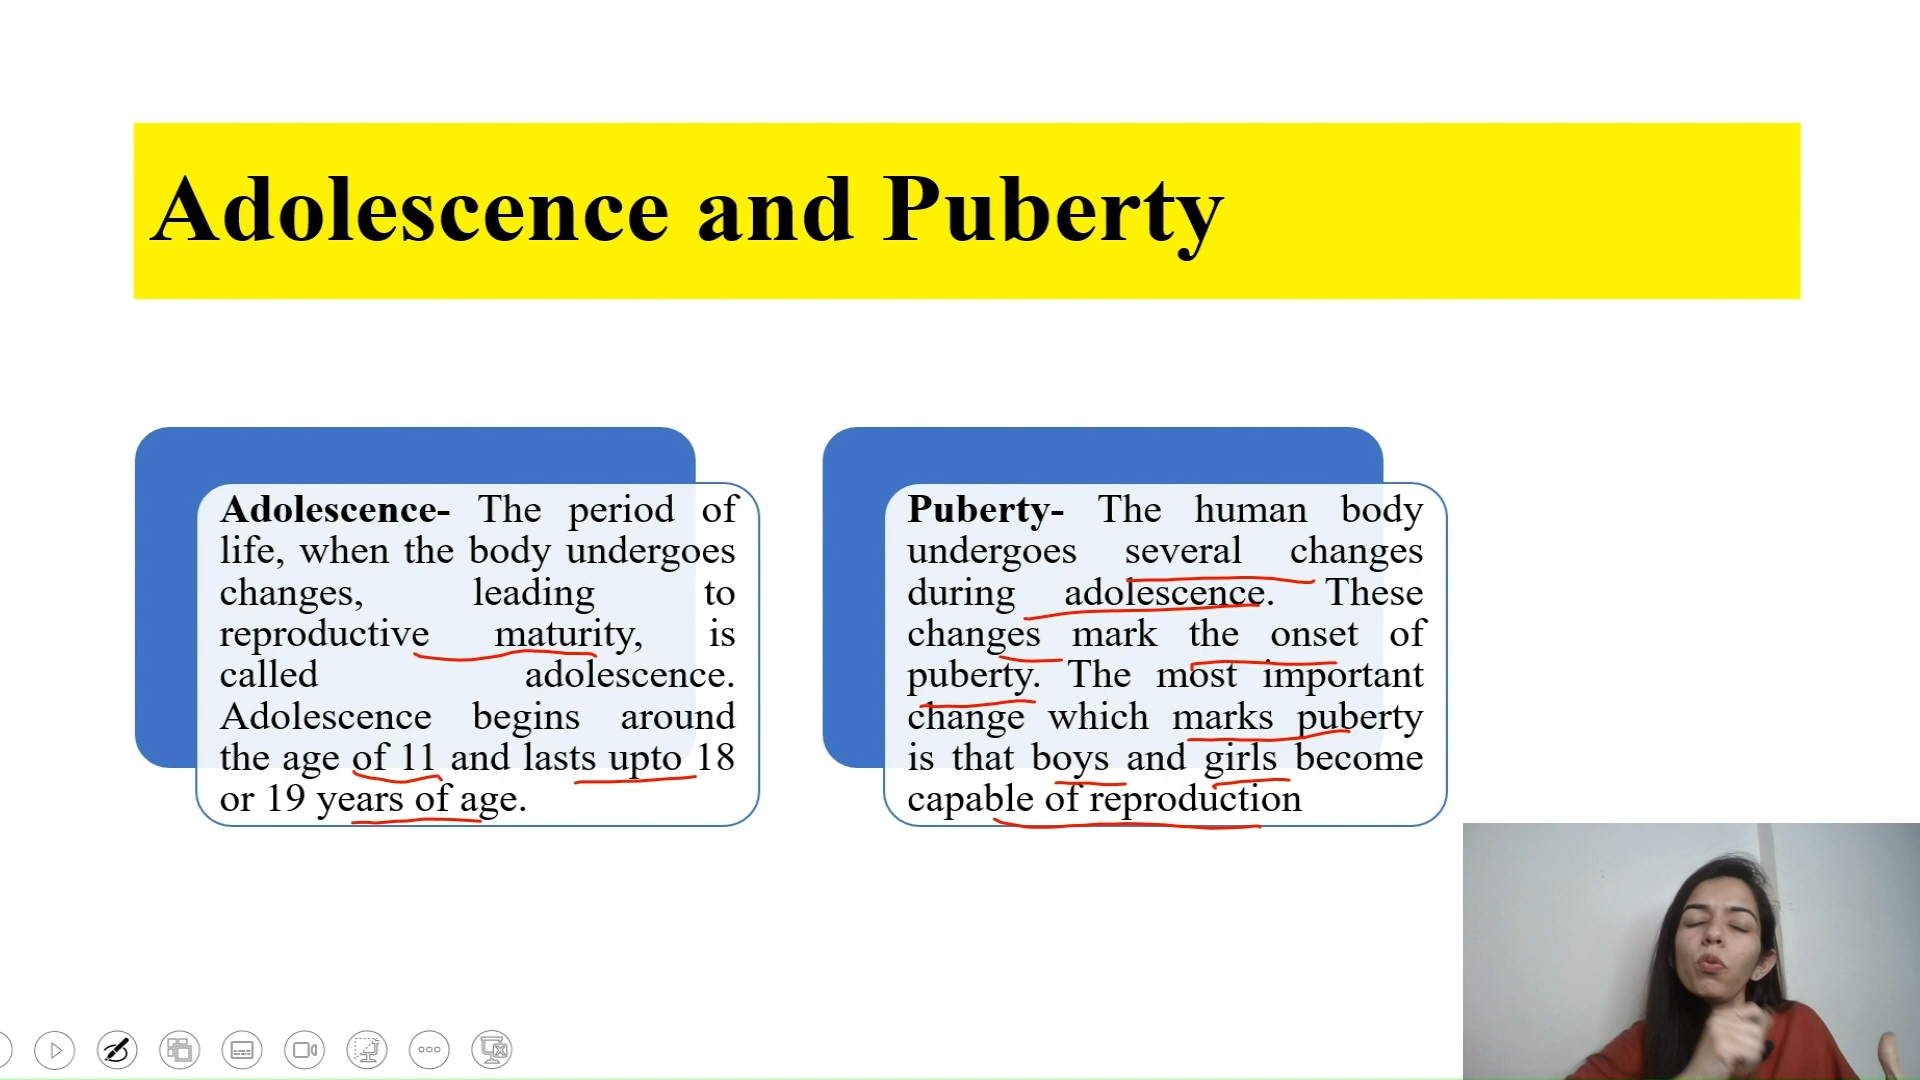 Adolescence and Puberty
Adolescence- The period of
life, when the body undergoes
changes, leading to
reproductive maturity, is
called adolescence.
Adolescence begins around
the age of 11 and lasts upto 18
or 19 years of age.
Puberty- The human body
undergoes several changes
during adolescence. These
changes mark the onset of
puberty. The most important
change which marks puberty
is that boys and girls become
capable of reproduction